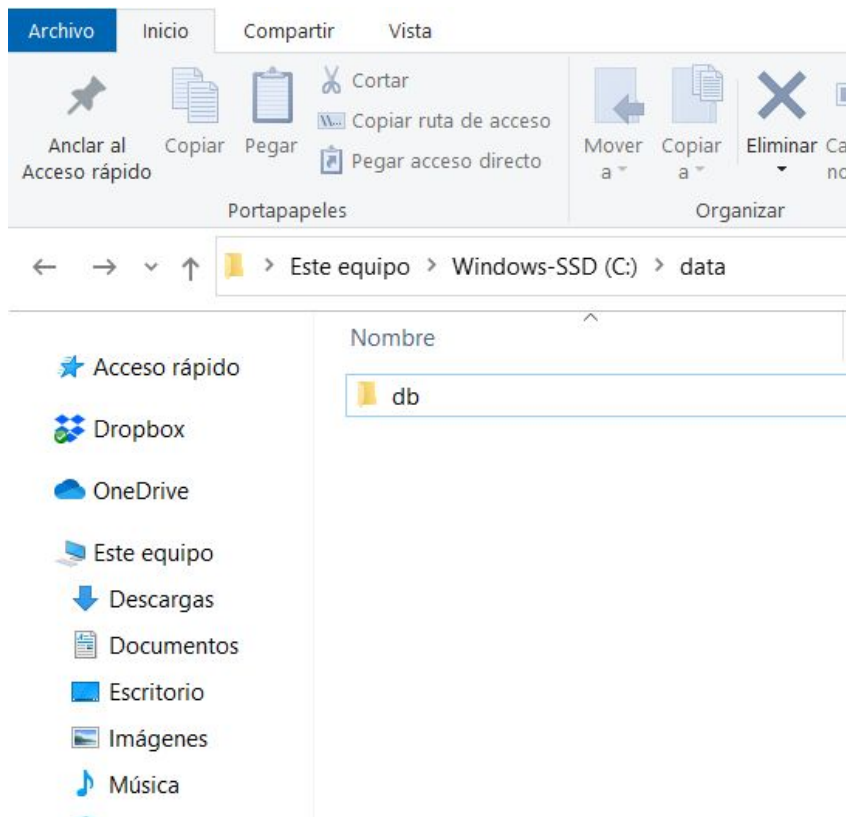 Archivo Inicio Compartir Vista
Cortar
Copiar ruta de acceso
Pegar acceso directo
Anclar al Acceso rápido
Copiar
Pegar
Mover a
Copiar a
Eliminar
Portapapeles
Organizar
Este equipo > Windows-SSD (C:) > data
Nombre
db
Acceso rápido
Dropbox
OneDrive
Este equipo
Descargas
Documentos
Escritorio
Imágenes
Música